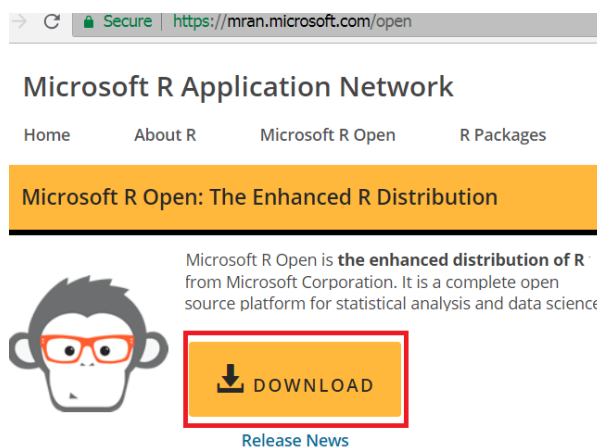 Secure | https://mran.microsoft.com/open
Microsoft R Application Network
Home About R Microsoft R Open R Packages
Microsoft R Open: The Enhanced R Distribution
Microsoft R Open is the enhanced distribution of R
from Microsoft Corporation. It is a complete open
source platform for statistical analysis and data science
DOWNLOAD
Release News